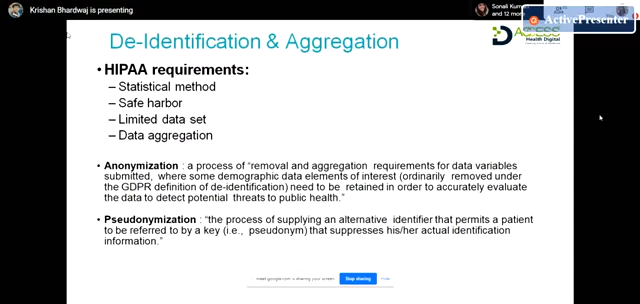 Krishan Bhardwaj is presenting
Sonali Kumari
and 12 more
ActivePresenter
De-Identification & Aggregation
ACCESS
Health Digital
• HIPAA requirements:
– Statistical method
– Safe harbor
– Limited data set
– Data aggregation
Anonymization : a process of “removal and aggregation requirements for data variables
submitted, where some demographic data elements of interest (ordinarily removed under
the GDPR definition of de-identification) need to be retained in order to accurately evaluate
the data to detect potential threats to public health.”
Pseudonymization : “the process of supplying an alternative identifier that permits a patient
to be referred to by a key (i.e., pseudonym) that suppresses his/her actual identification
information.”
meet.google.com is sharing your screen.
Stop sharing
Hide